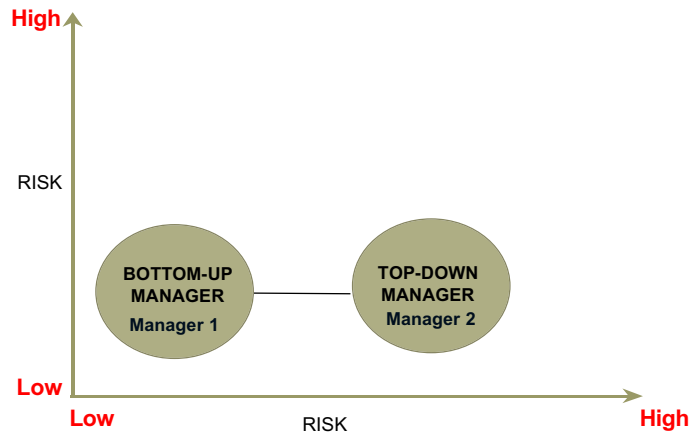 High
RISK
BOTTOM-UP
MANAGER
Manager 1
TOP-DOWN
MANAGER
Manager 2
Low
Low
RISK
High